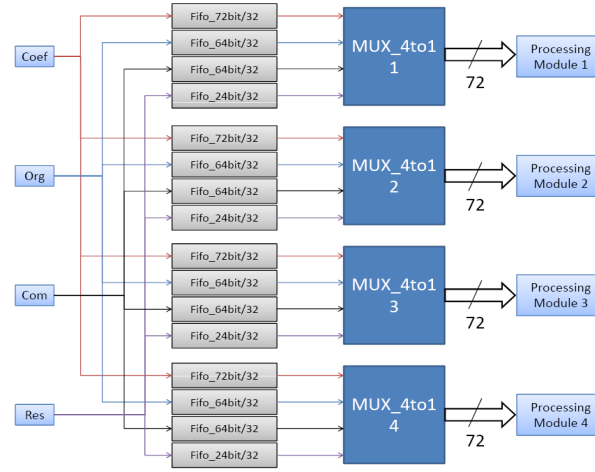 Coef
Org
Com
Res
Fifo_72bit/32
Fifo_64bit/32
Fifo_64bit/32
Fifo_24bit/32
MUX_4to1
1
72
Processing
Module 1
Fifo_72bit/32
Fifo_64bit/32
Fifo_64bit/32
Fifo_24bit/32
MUX_4to1
2
72
Processing
Module 2
Fifo_72bit/32
Fifo_64bit/32
Fifo_64bit/32
Fifo_24bit/32
MUX_4to1
3
72
Processing
Module 3
Fifo_72bit/32
Fifo_64bit/32
Fifo_64bit/32
Fifo_24bit/32
MUX_4to1
4
72
Processing
Module 4